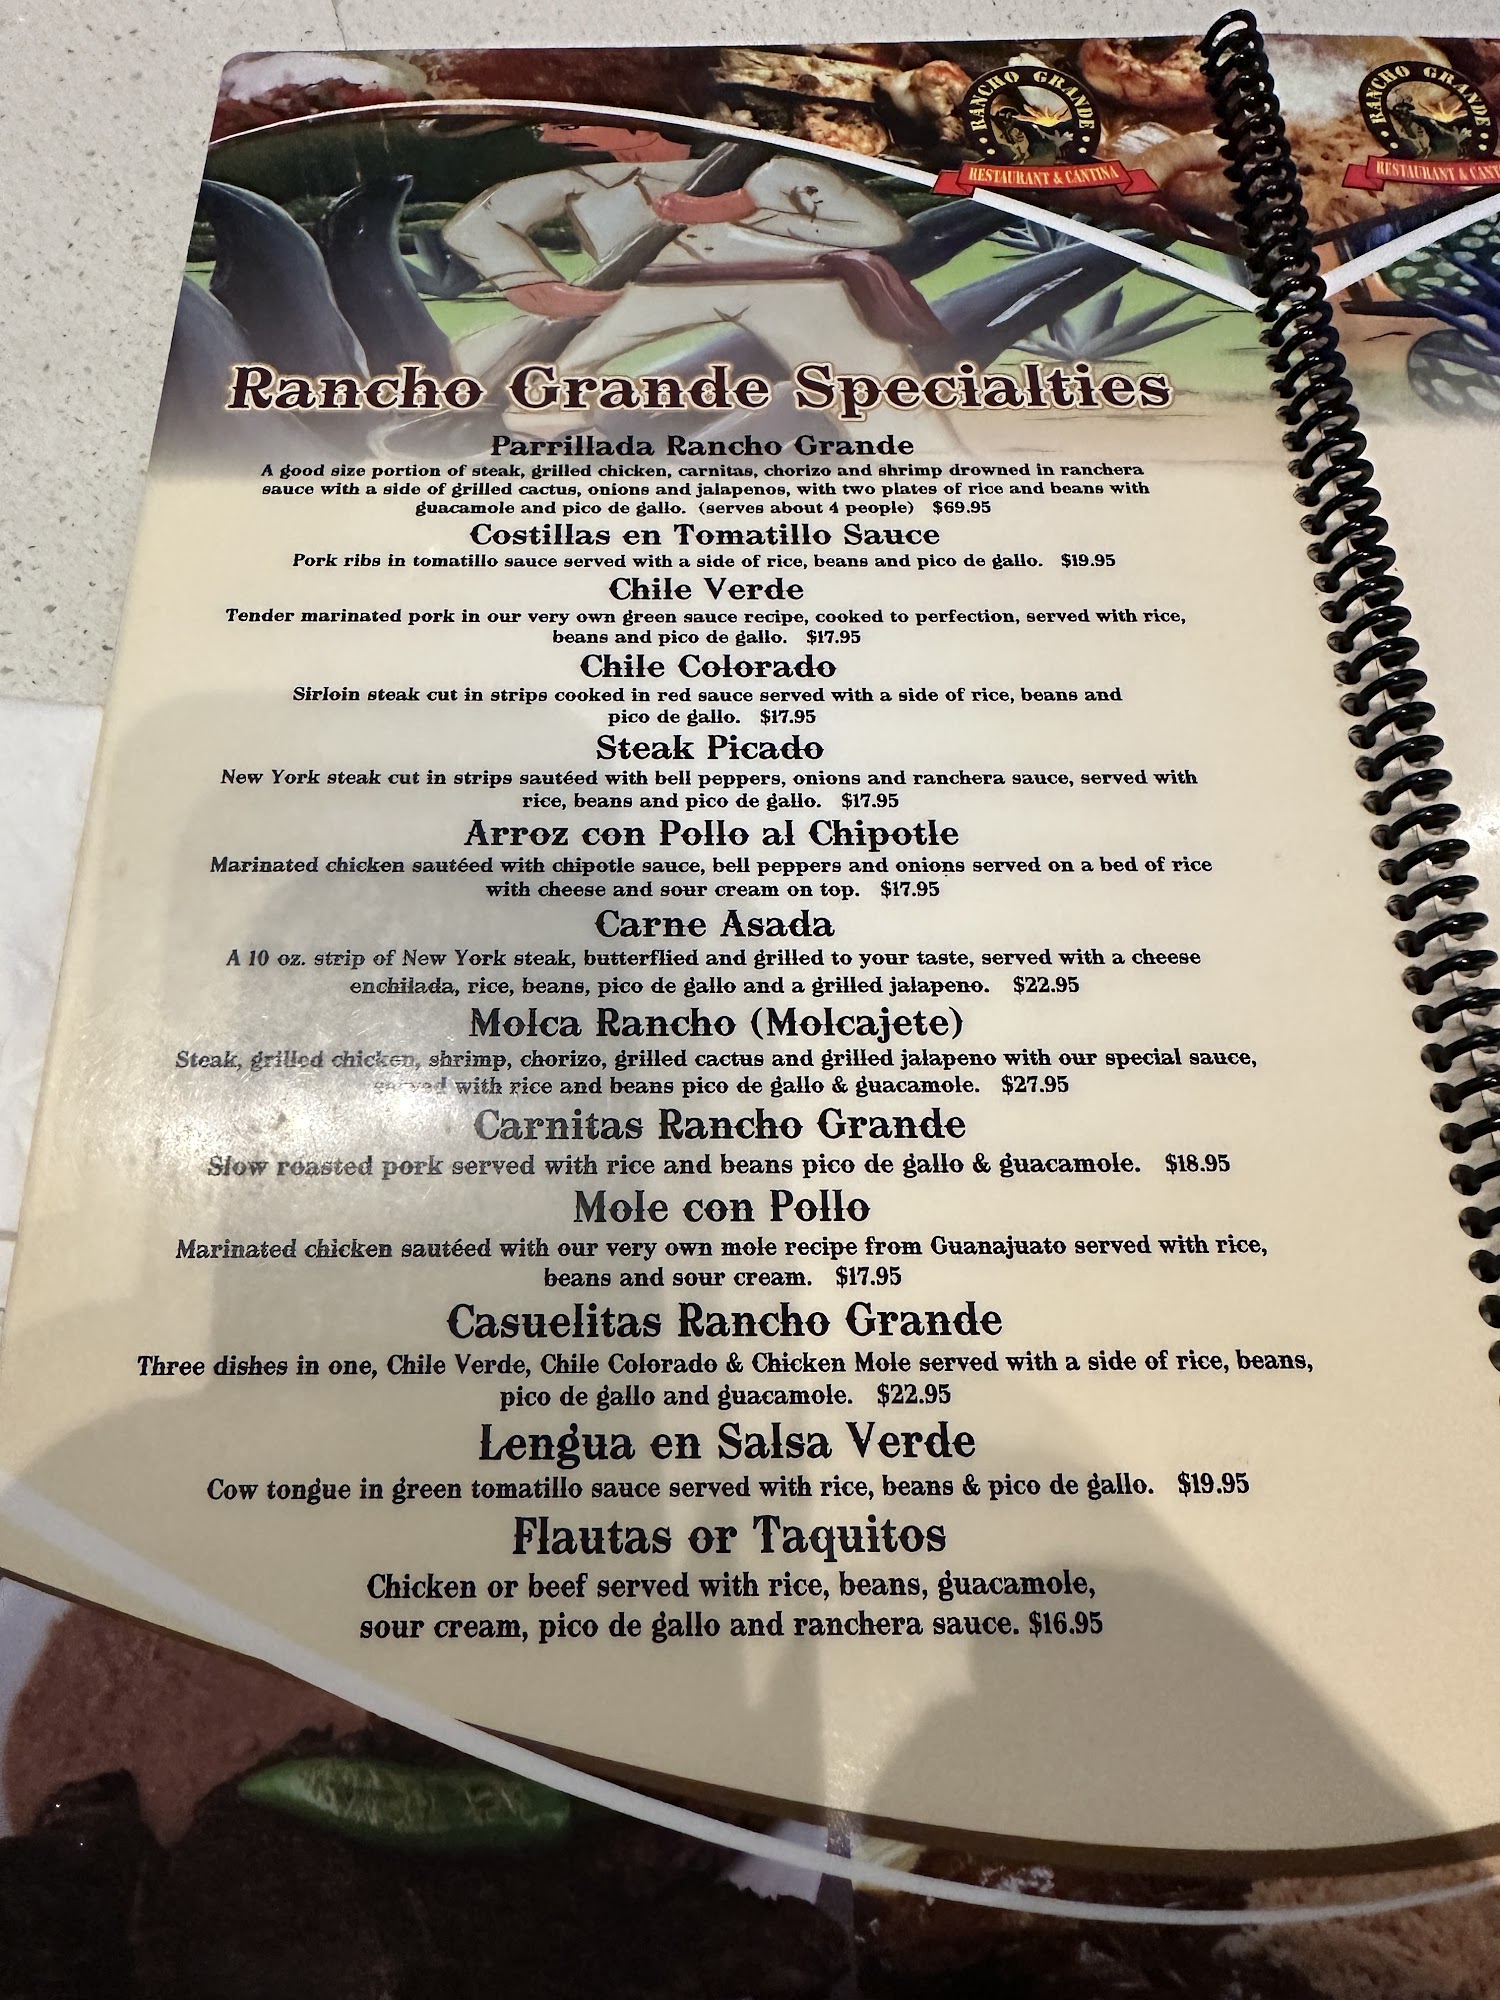 RANCHO GRANDE
RESTAURANT & CANTINA
RANCHO GRANDE
RESTAURANT & CANT
Rancho Grande Specialties
Parrillada Rancho Grande
A good size portion of steak, grilled chicken, carnitas, chorizo and shrimp drowned in ranchera
sauce with a side of grilled cactus, onions and jalapenos, with two plates of rice and beans with
guacamole and pico de gallo. (serves about 4 people) $69.95
Costillas en Tomatillo Sauce
Pork ribs in tomatillo sauce served with a side of rice, beans and pico de gallo. $19.95
Chile Verde
Tender marinated pork in our very own green sauce recipe, cooked to perfection, served with rice,
beans and pico de gallo. $17.95
Chile Colorado
Sirloin steak cut in strips cooked in red sauce served with a side of rice, beans and
pico de gallo. $17.95
Steak Picado
New York steak cut in strips sautéed with bell peppers, onions and ranchera sauce, served with
rice, beans and pico de gallo. $17.95
Arroz con Pollo al Chipotle
Marinated chicken sautéed with chipotle sauce, bell peppers and onions served on a bed of rice
with cheese and sour cream on top. $17.95
Carne Asada
A 10 oz. strip of New York steak, butterflied and grilled to your taste, served with a cheese
enchilada, rice, beans, pico de gallo and a grilled jalapeno. $22.95
Molca Rancho (Molcajete)
Steak, grilled chicken, shrimp, chorizo, grilled cactus and grilled jalapeno with our special sauce,
served with rice and beans pico de gallo & guacamole. $27.95
Carnitas Rancho Grande
Slow roasted pork served with rice and beans pico de gallo & guacamole. $18.95
Mole con Pollo
Marinated chicken sautéed with our very own mole recipe from Guanajuato served with rice,
beans and sour cream. $17.95
Casuelitas Rancho Grande
Three dishes in one, Chile Verde, Chile Colorado & Chicken Mole served with a side of rice, beans,
pico de gallo and guacamole. $22.95
Lengua en Salsa Verde
Cow tongue in green tomatillo sauce served with rice, beans & pico de gallo. $19.95
Flautas or Taquitos
Chicken or beef served with rice, beans, guacamole,
sour cream, pico de gallo and ranchera sauce. $16.95